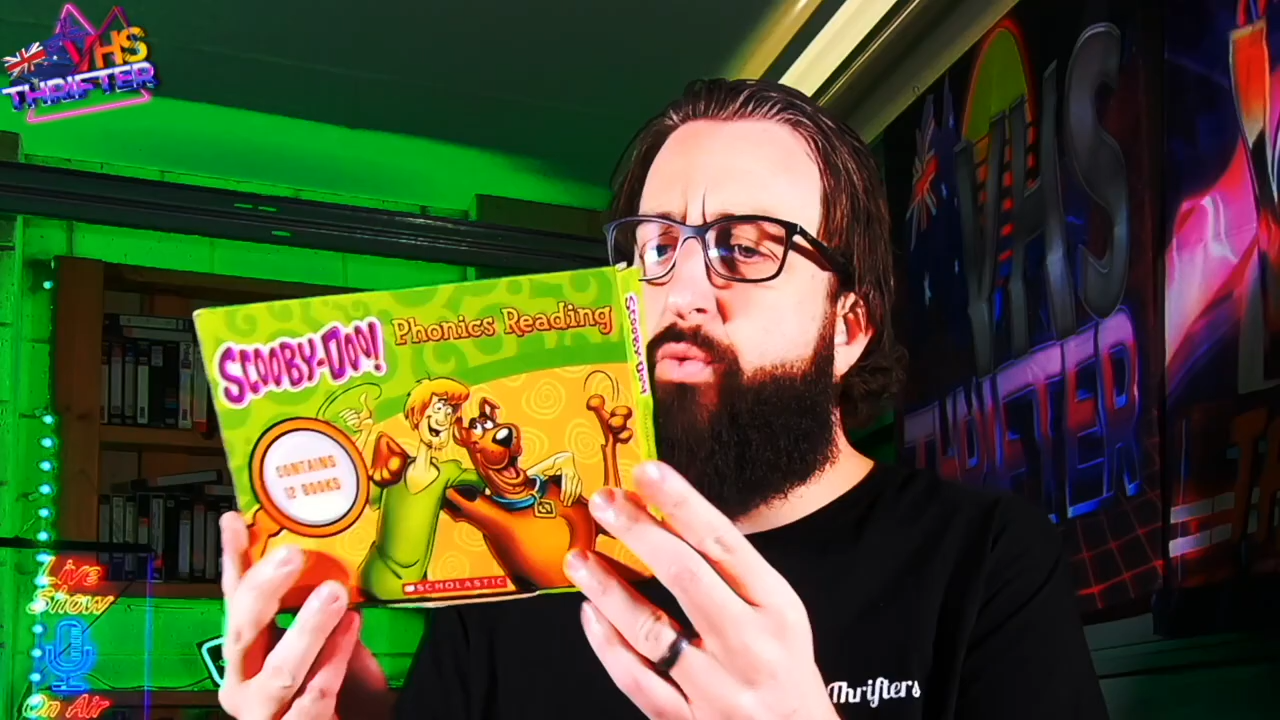 VHS
THRIFTER
SCOOBY-DOO!
Phonics Reading
SCOOBY-DOO!
CONTAINS
12 BOOKS
SCHOLASTIC
VHS
THRIFTER
Live
Show
On Air
Thrifters